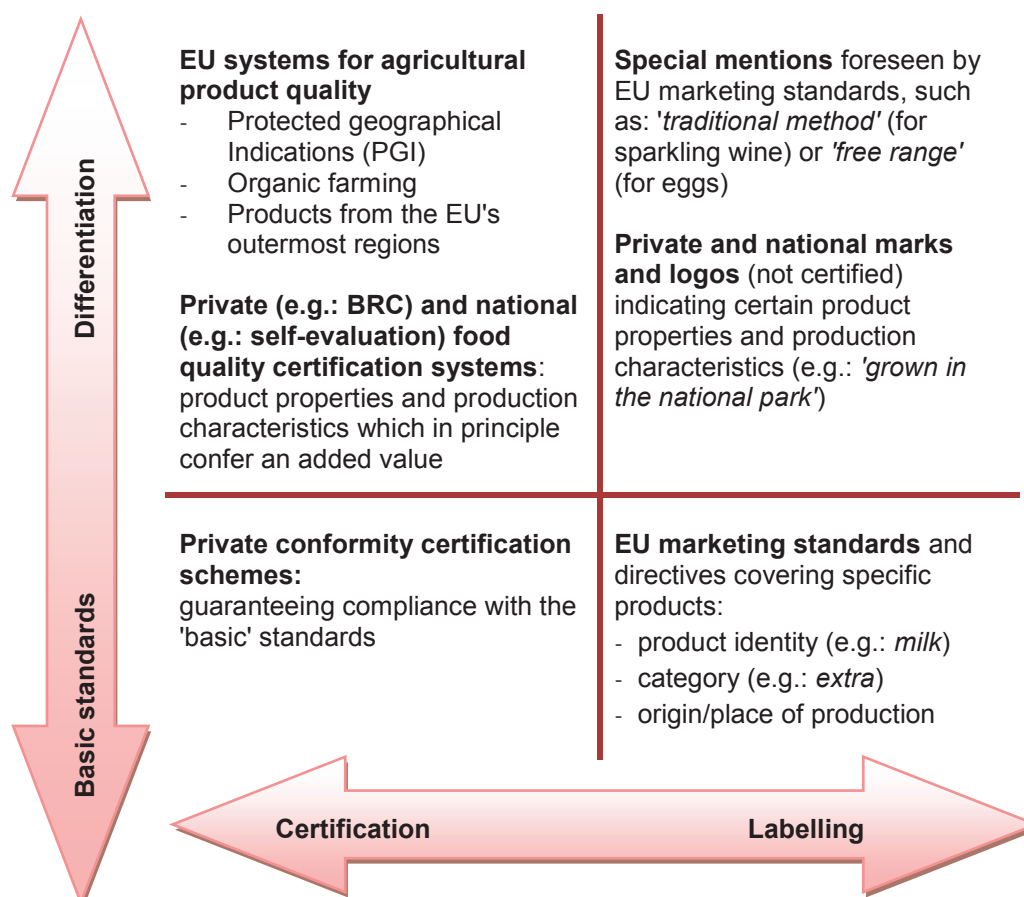 EU systems for agricultural
product quality
- Protected geographical
Indications (PGI)
- Organic farming
- Products from the EU's
outermost regions
Private (e.g.: BRC) and national
(e.g.: self-evaluation) food
quality certification systems:
product properties and production
characteristics which in principle
confer an added value
Special mentions foreseen by
EU marketing standards, such
as: 'traditional method' (for
sparkling wine) or 'free range'
(for eggs)
Private and national marks
and logos (not certified)
indicating certain product
properties and production
characteristics (e.g.: 'grown in
the national park')
Differentiation
Private conformity certification
schemes:
guaranteeing compliance with the
'basic' standards
EU marketing standards and
directives covering specific
products:
- product identity (e.g.: milk)
- category (e.g.: extra)
- origin/place of production
Basic standards
Certification
Labelling